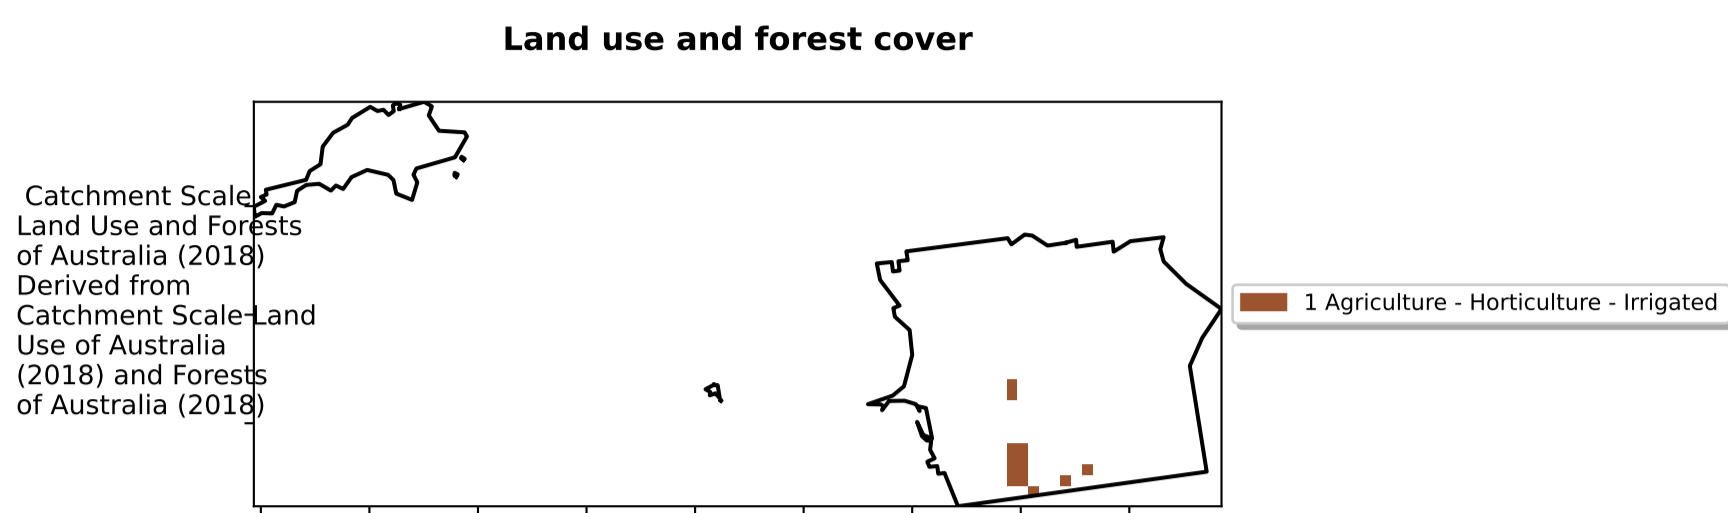 Land use and forest cover
Catchment Scale
Land Use and Forests
of Australia (2018)
Derived from
Catchment Scale Land
Use of Australia
(2018) and Forests
of Australia (2018)
1 Agriculture - Horticulture - Irrigated